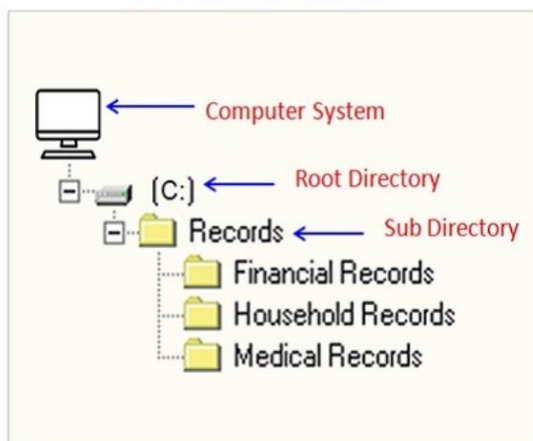 Computer System
(C:) Root Directory
Records Sub Directory
Financial Records
Household Records
Medical Records